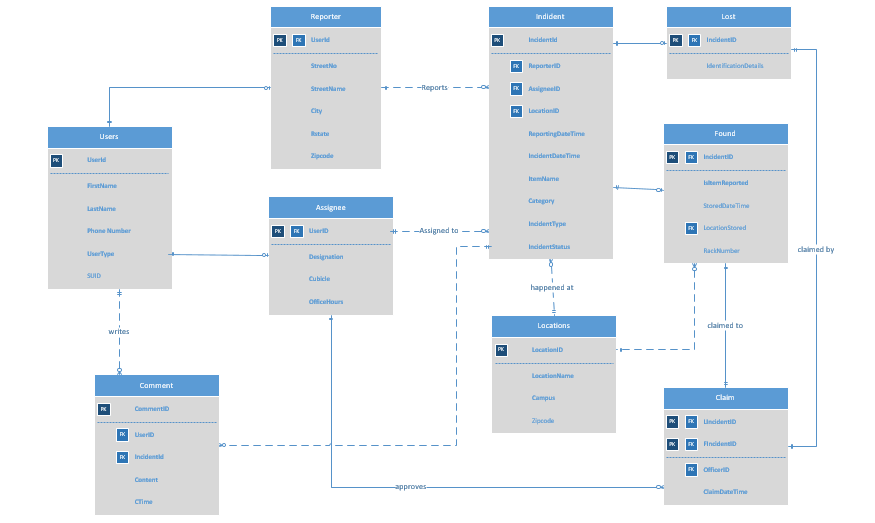 Reporter
PK FK UserId
StreetNo
StreetName
City
Rstate
Zipcode
Indident
PK IncidentId
FK ReporterID
FK AssigneeID
FK LocationID
ReportingDateTime
IncidentDateTime
ItemName
Category
IncidentType
IncidentStatus
Lost
PK FK IncidentID
IdentificationDetails
Users
PK UserId
FirstName
LastName
Phone Number
UserType
SUID
Found
PK FK IncidentID
IsItemReported
StoredDateTime
FK LocationStored
RackNumber
Assignee
PK FK UserID
Designation
Cubicle
OfficeHours
Reports
Assigned to
claimed by
happened at
writes
claimed to
approves
Locations
PK LocationID
LocationName
Campus
Zipcode
Comment
PK CommentID
FK UserID
FK IncidentId
Content
CTime
Claim
PK FK LIncidentID
PK FK FIncidentID
FK OfficerID
ClaimDateTime